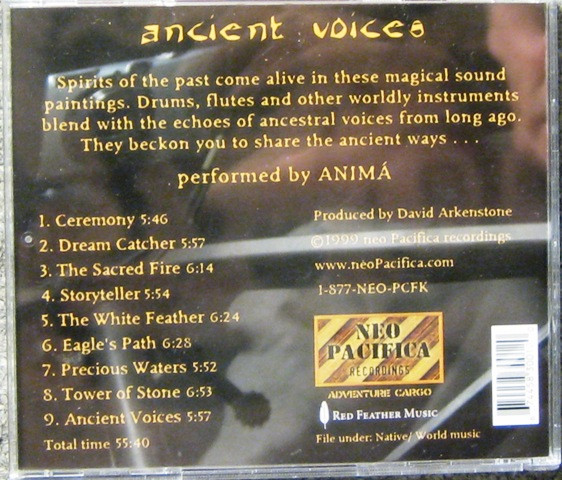 ancient voices
Spirits of the past come alive in these magical sound
paintings. Drums, flutes and other worldly instruments
blend with the echoes of ancestral voices from long ago.
They beckon you to share the ancient ways . . .
performed by ANIMÁ
1. Ceremony 5:46
2. Dream Catcher 5:57
3. The Sacred Fire 6:14
4. Storyteller 5:54
5. The White Feather 6:24
6. Eagle's Path 6:28
7. Precious Waters 5:52
8. Tower of Stone 6:53
9. Ancient Voices 5:57
Total time 55:40
Produced by David Arkenstone
©1999 neo Pacifica recordings
www.neoPacifica.com
1-877-NEO-PCFK
NEO
PACIFICA
RECORDINGS
ADVENTURE CARGO
RED FEATHER MUSIC
File under: Native/ World music